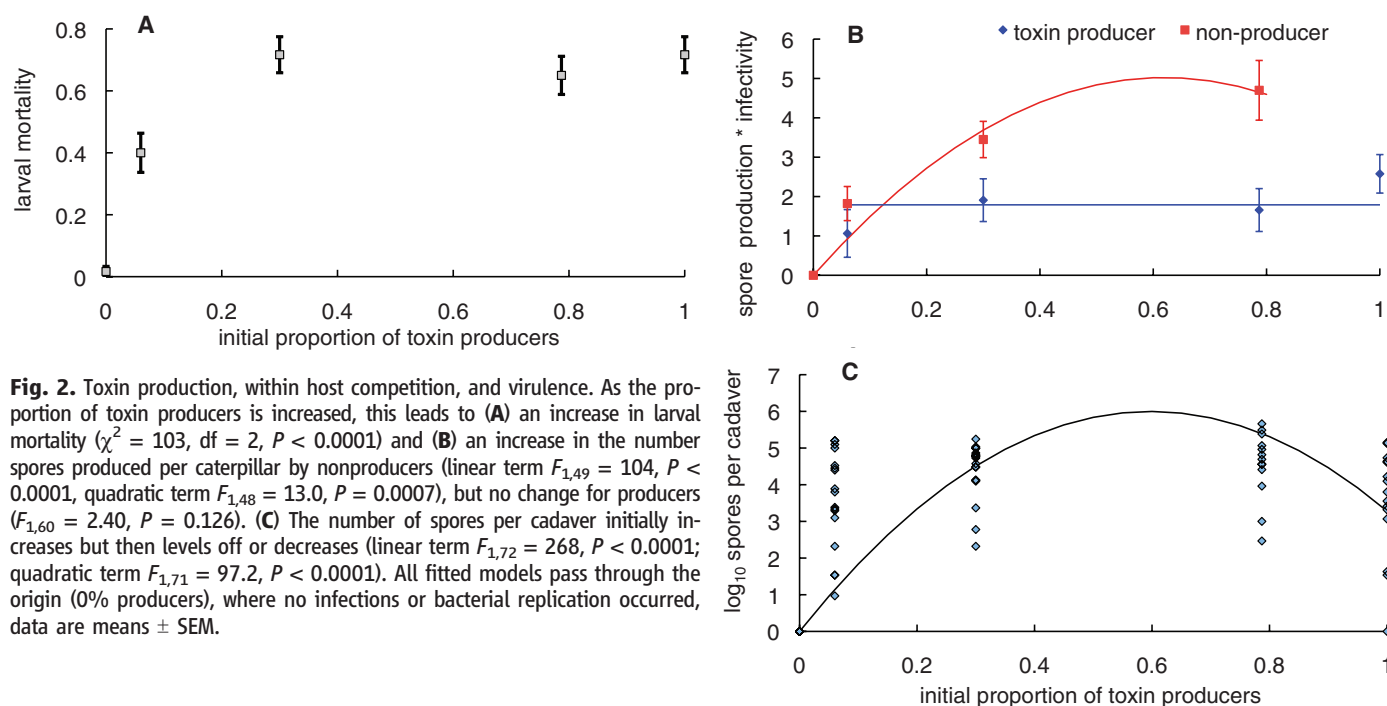 A
0.8
0.6
0.4
0.2
0
larval mortality
0 0.2 0.4 0.6 0.8 1
initial proportion of toxin producers
B
toxin producer non-producer
6
5
4
3
2
1
0
spore production * infectivity
0 0.2 0.4 0.6 0.8 1
Fig. 2. Toxin production, within host competition, and virulence. As the pro-
portion of toxin producers is increased, this leads to (A) an increase in larval
mortality (χ² = 103, df = 2, P < 0.0001) and (B) an increase in the number
spores produced per caterpillar by nonproducers (linear term F1,49 = 104, P <
0.0001, quadratic term F1,48 = 13.0, P = 0.0007), but no change for producers
(F1,60 = 2.40, P = 0.126). (C) The number of spores per cadaver initially in-
creases but then levels off or decreases (linear term F1,72 = 268, P < 0.0001;
quadratic term F1,71 = 97.2, P < 0.0001). All fitted models pass through the
origin (0% producers), where no infections or bacterial replication occurred,
data are means ± SEM.
C
7
6
5
4
3
2
1
0
log10 spores per cadaver
0 0.2 0.4 0.6 0.8 1
initial proportion of toxin producers